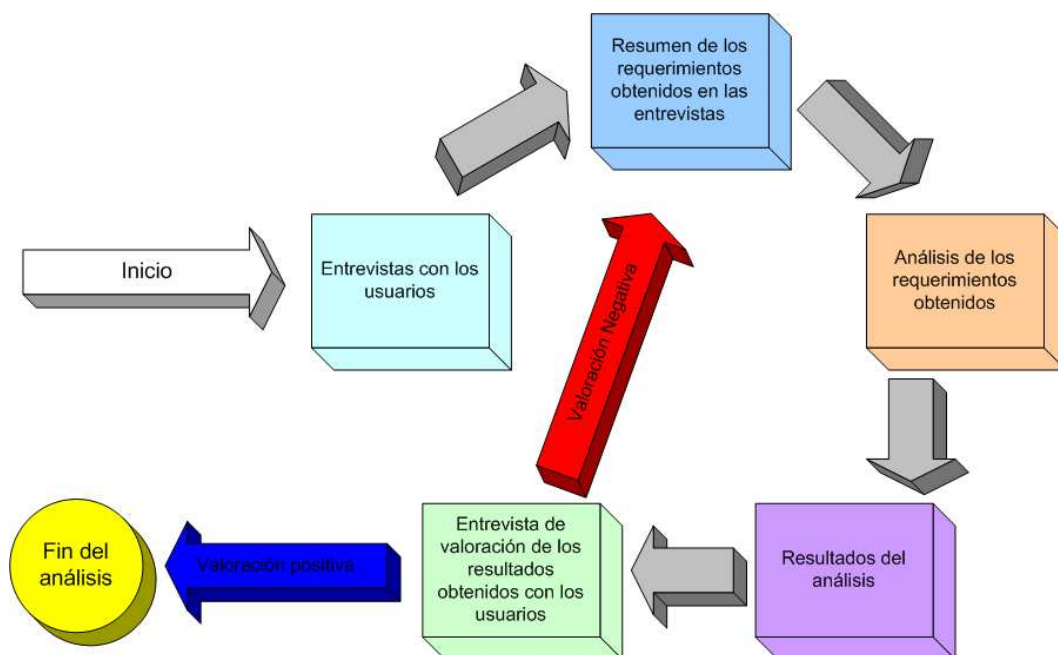 Inicio
Entrevistas con los
usuarios
Resumen de los
requerimientos
obtenidos en las
entrevistas
Análisis de los
requerimientos
obtenidos
Resultados del
análisis
Entrevista de
valoración de los
resultados
obtenidos con los
usuarios
Valoración Negativa
Valoración positiva
Fin del
análisis